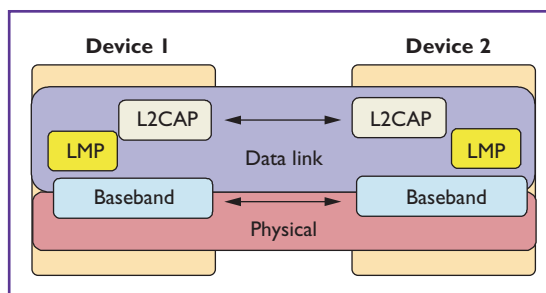 Device 1
Device 2
L2CAP
L2CAP
LMP
Data link
LMP
Baseband
Baseband
Physical